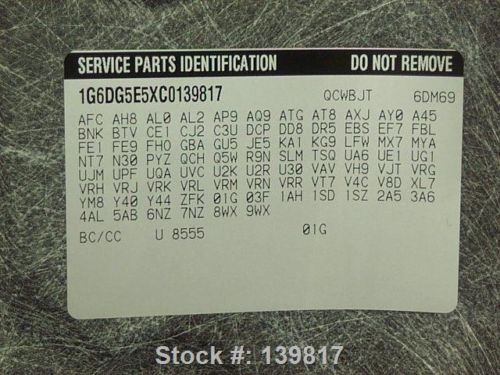 SERVICE PARTS IDENTIFICATION DO NOT REMOVE
1G6DG5E5XC0139817 QCWBJT 6DM69
AFC AH8 AL0 AL2 AP9 AQ9 ATG AT8 AXJ AY0 A45
BNK BTV CE1 CJ2 C3U DCP DD8 DR5 EBS EF7 FBL
FE1 FE9 FHO GBA GU5 JE5 KA1 KG9 LFW MX7 MYA
NT7 N30 PYZ QCH Q5W R9N SLM TSQ UA6 UE1 UG1
UJM UPF UQA UVC U2K U2R U30 VAV VH9 VJT VRG
VRH VRJ VRK VRL VRM VRN VRR VT7 V4C V8D XL7
YM8 Y40 Y44 ZFK 01G 03F 1AH 1SD 1SZ 2A5 3A6
4AL 5AB 6NZ 7NZ 8WX 9WX
BC/CC U 8555 01G
Stock #: 139817